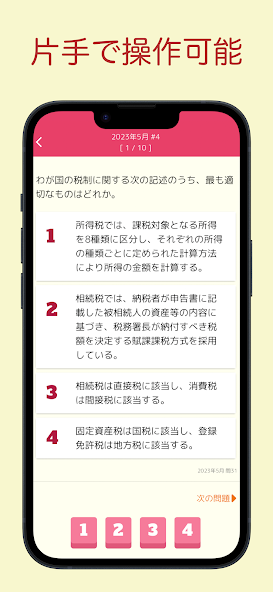 片手で操作可能
2023年5月 #4
[ 1 / 10 ]
わが国の税制に関する次の記述のうち、最も適
切なものはどれか。
1
所得税では、課税対象となる所得
を8種類に区分し、それぞれの所得
の種類ごとに定められた計算方法
により所得の金額を計算する。
2
相続税では、納税者が申告書に記
載した被相続人の資産等の内容に
基づき、税務署長が納付すべき税
額を決定する賦課課税方式を採用
している。
3
相続税は直接税に該当し、消費税
は間接税に該当する。
4
固定資産税は国税に該当し、登録
免許税は地方税に該当する。
2023年5月 問31
次の問題
1 2 3 4